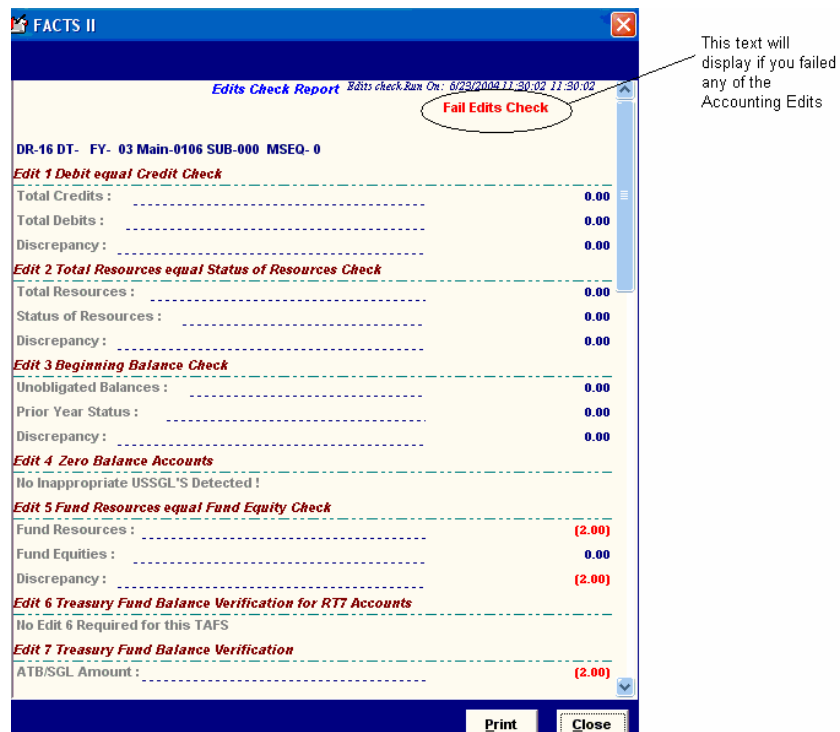 FACTS II
Edits Check Report Edits check Run On: 6/23/2004 11:30:02 11:30:02
Fail Edits Check
This text will
display if you failed
any of the
Accounting Edits
DR-16 DT- FY- 03 Main-0106 SUB-000 MSEQ- 0
Edit 1 Debit equal Credit Check
Total Credits : 0.00
Total Debits : 0.00
Discrepancy : 0.00
Edit 2 Total Resources equal Status of Resources Check
Total Resources : 0.00
Status of Resources : 0.00
Discrepancy : 0.00
Edit 3 Beginning Balance Check
Unobligated Balances : 0.00
Prior Year Status : 0.00
Discrepancy : 0.00
Edit 4 Zero Balance Accounts
No Inappropriate USSGL'S Detected !
Edit 5 Fund Resources equal Fund Equity Check
Fund Resources : (2.00)
Fund Equities : 0.00
Discrepancy : (2.00)
Edit 6 Treasury Fund Balance Verification for RT7 Accounts
No Edit 6 Required for this TAFS
Edit 7 Treasury Fund Balance Verification
ATB/SGL Amount : (2.00)
Print Close